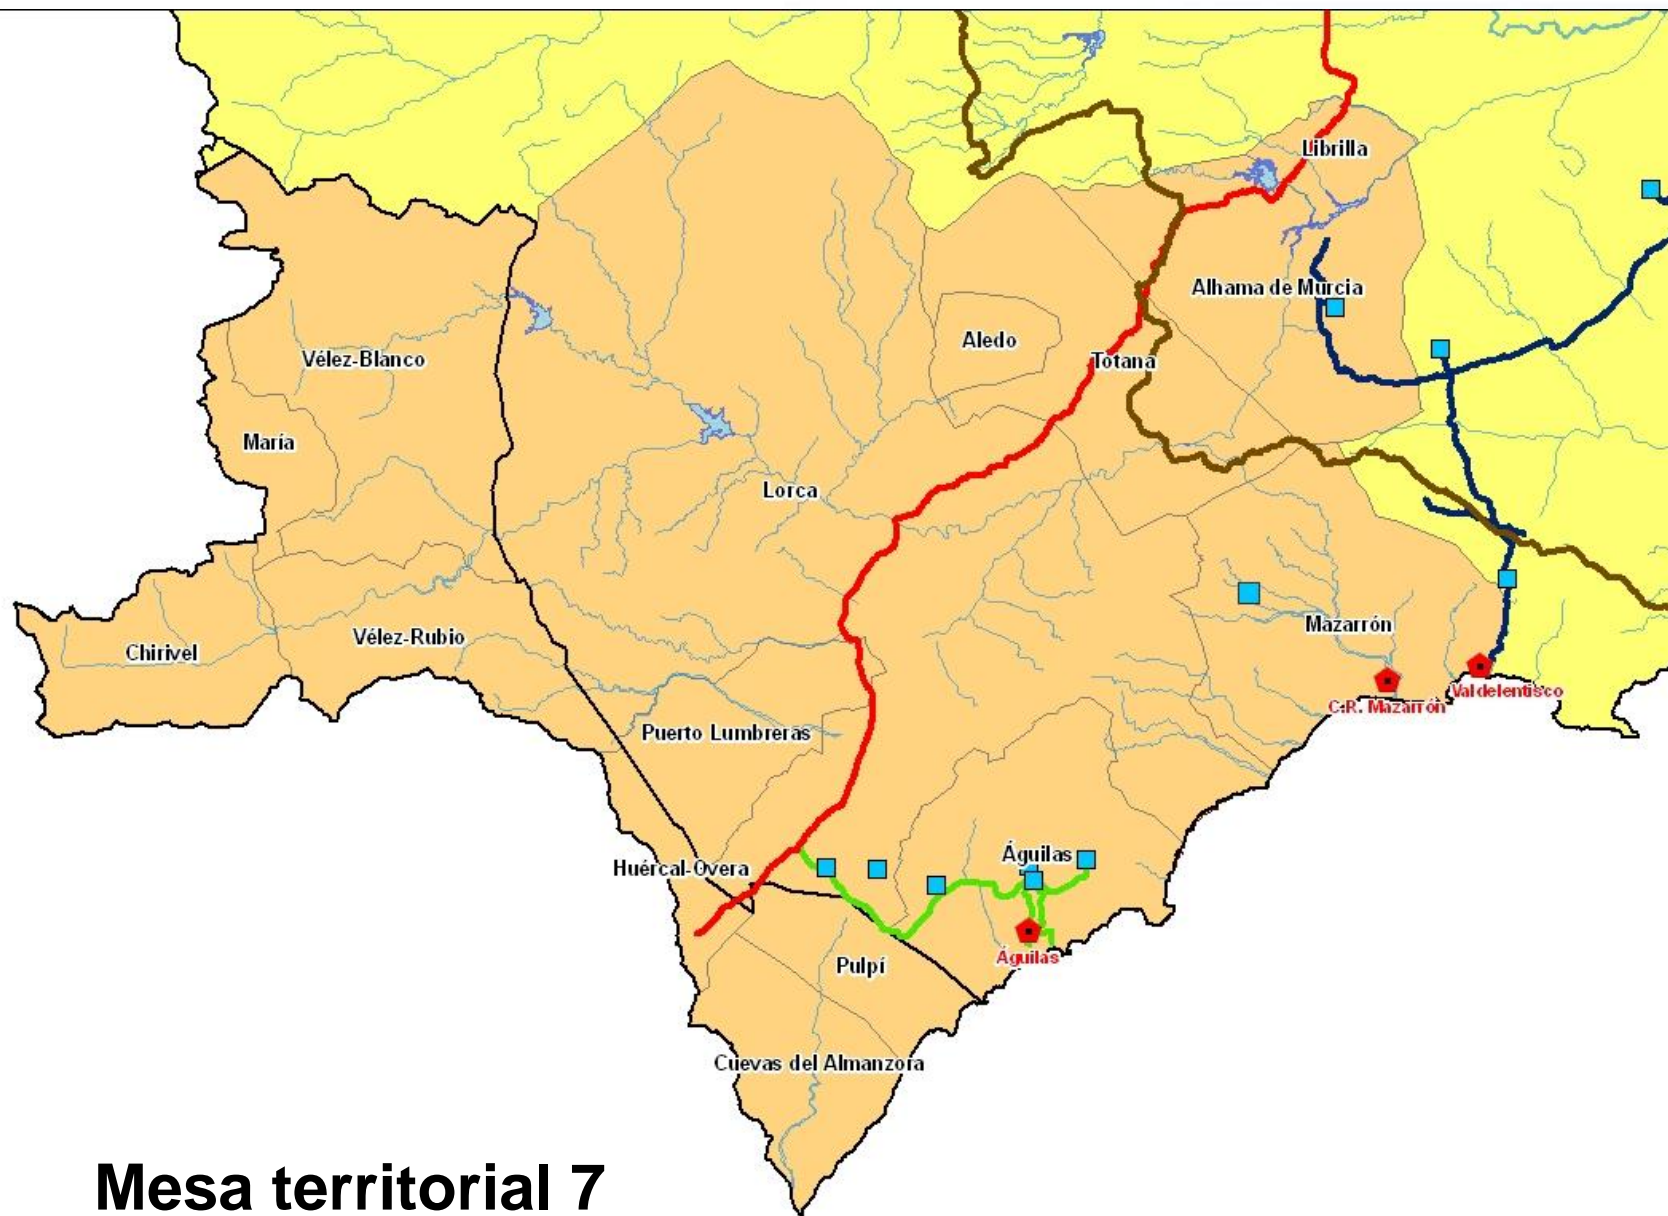 Librilla
Alhama de Murcia
Aledo
Totana
Vélez-Blanco
María
Lorca
Mazarrón
Vélez-Rubio
Chirivel
Valdelentisco
C.R. Mazarrón
Puerto Lumbreras
Águilas
Huércal-Overa
Águilas
Pulpí
Cuevas del Almanzora
Mesa territorial 7